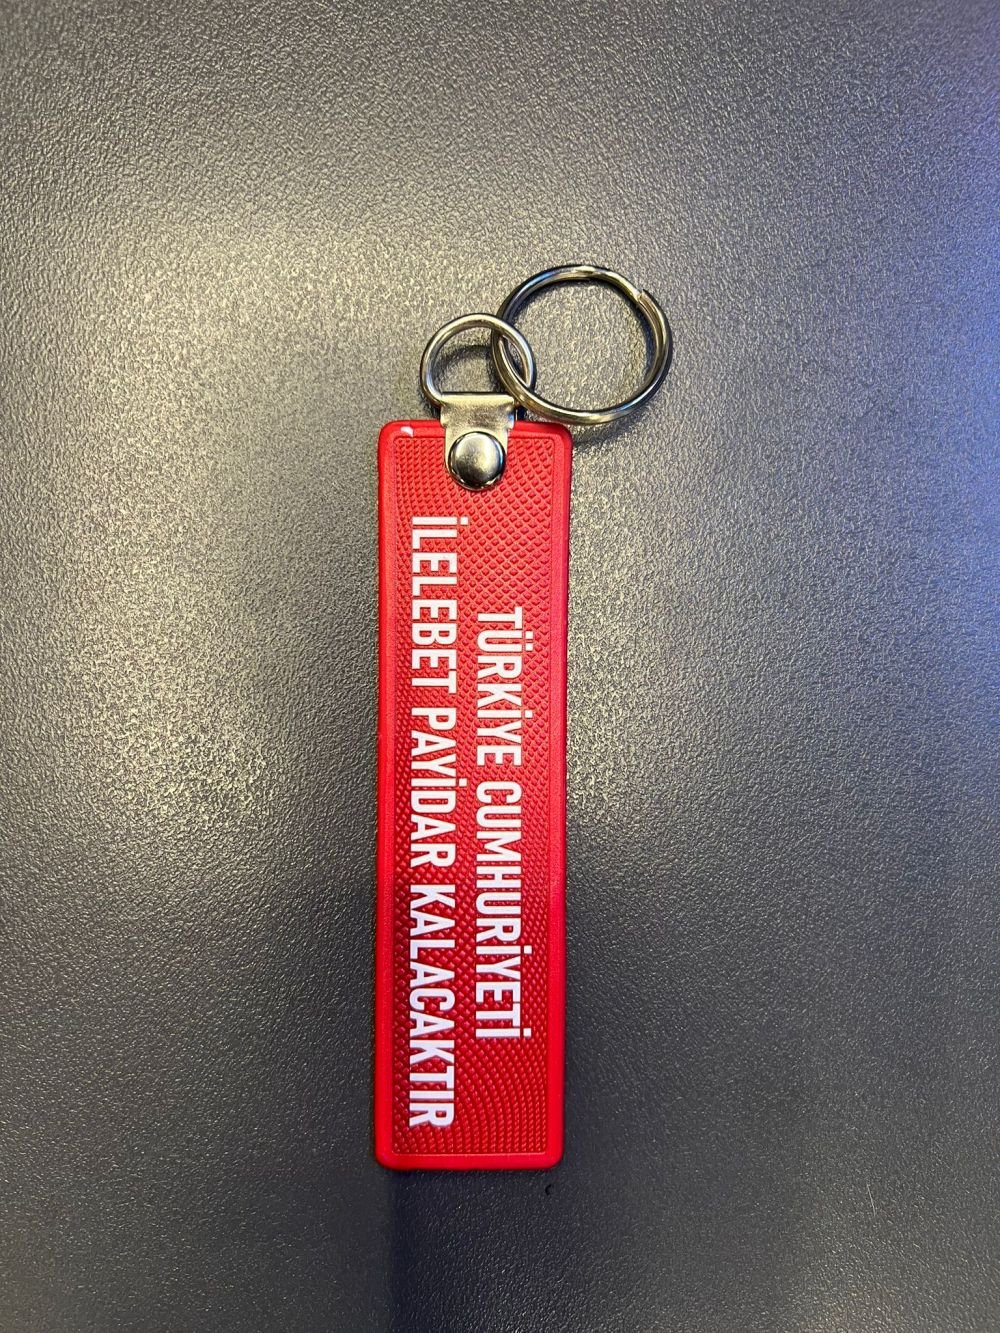 TÜRKİYE CUMHURİYETİ
İLELEBET PAYİDAR KALACAKTIR